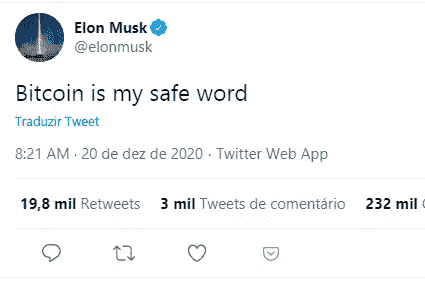 Elon Musk
@elonmusk
Bitcoin is my safe word
Traduzir Tweet
8:21 AM · 20 de dez de 2020 · Twitter Web App
19,8 mil Retweets 3 mil Tweets de comentário 232 mil